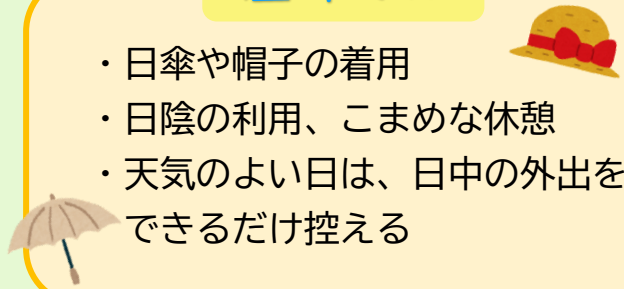 ・日傘や帽子の着用
・日陰の利用、こまめな休憩
・天気のよい日は、日中の外出を
できるだけ控える